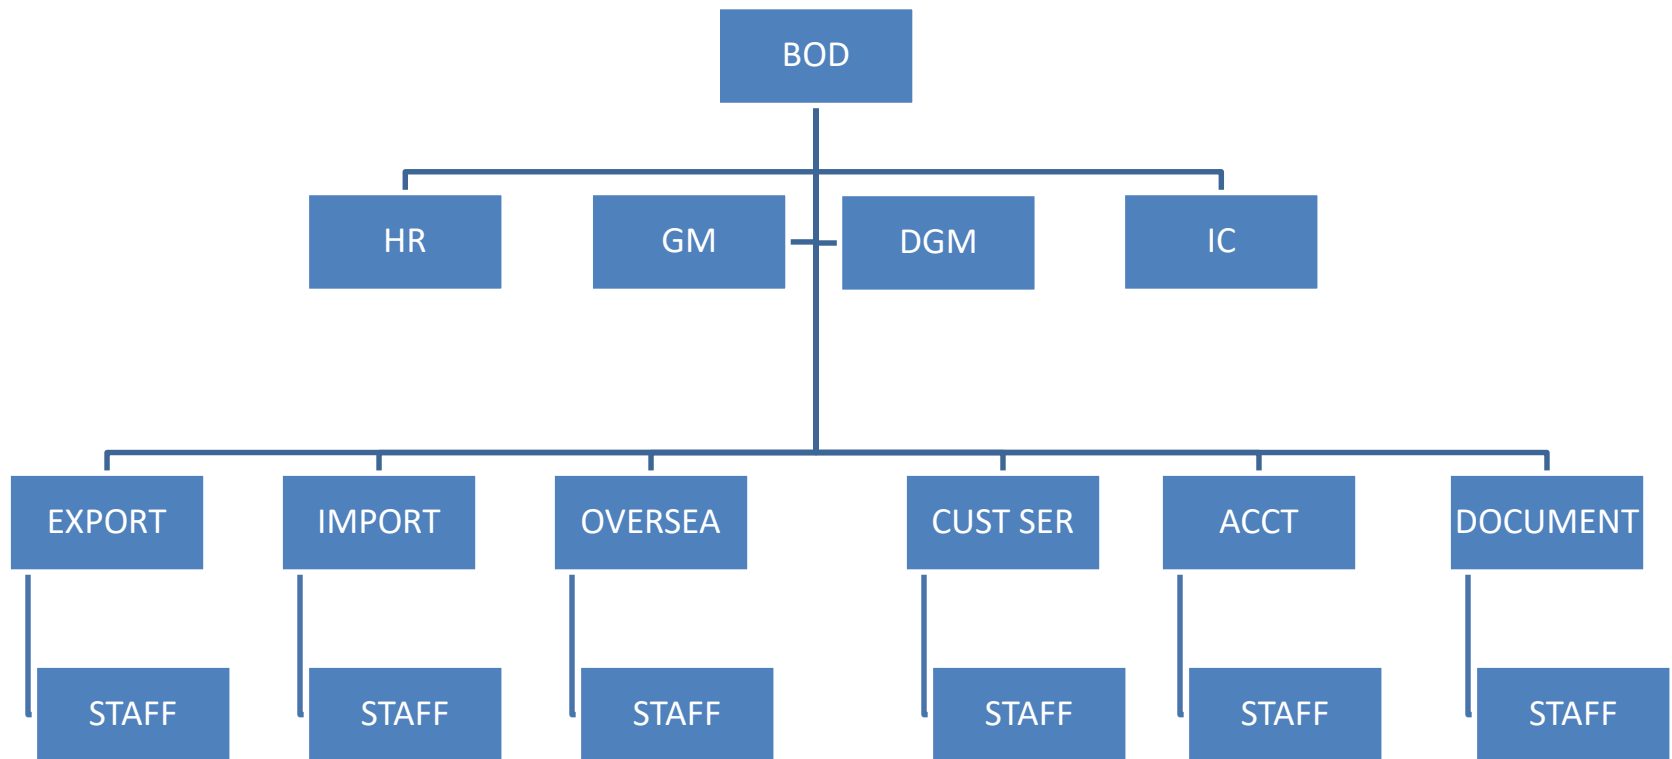 BOD
HR
GM
DGM
IC
EXPORT
IMPORT
OVERSEA
CUST SER
ACCT
DOCUMENT
STAFF
STAFF
STAFF
STAFF
STAFF
STAFF